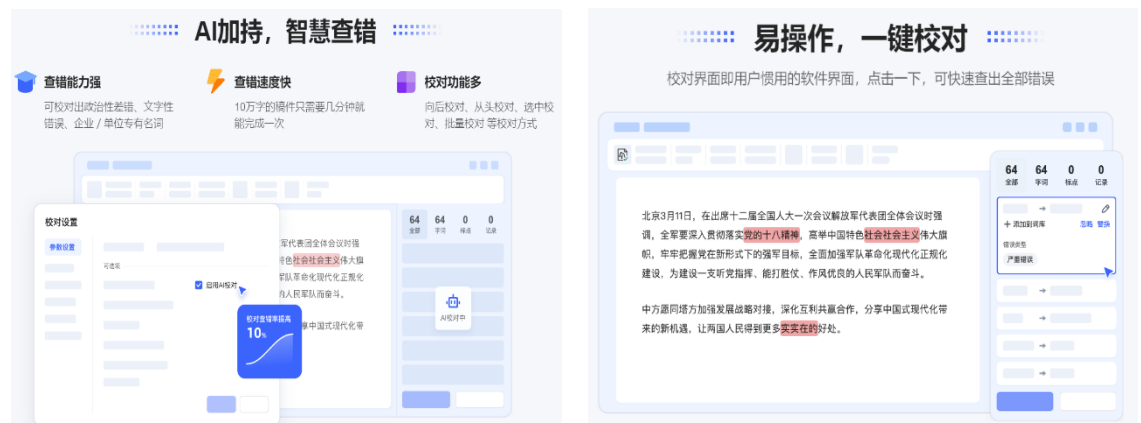 AI加持，智慧查错
查错能力强
可校对出政治性差错、文字性
错误、企业 / 单位专有名词
查错速度快
10万字的稿件只需要几分钟就
能完成一次
校对功能多
向后校对、从头校对、选中校
对、批量校对 等校对方式
校对设置
参数设置
可选项
启用AI校对
校对查错率提高
10%
军代表团全体会议时强
特色社会社会主义伟大旗
军队革命化现代化正规化
的人民军队而奋斗。
享中国式现代化带
AI校对中
64 64 0 0
全部 字词 标点 记录
易操作，一键校对
校对界面即用户惯用的软件界面，点击一下，可快速查出全部错误
北京3月11日，在出席十二届全国人大一次会议解放军代表团全体会议时强
调，全军要深入贯彻落实党的十八精神，高举中国特色社会社会主义伟大旗
帜，牢牢把握党在新形式下的强军目标，全面加强军队革命化现代化正规化
建设，为建设一支听党指挥、能打胜仗、作风优良的人民军队而奋斗。
中方愿同塔方加强发展战略对接，深化互利共赢合作，分享中国式现代化带
来的新机遇，让两国人民得到更多实实在的好处。
64 64 0 0
全部 字词 标点 记录
添加到词库 忽略 替换
错误类型
严重错误